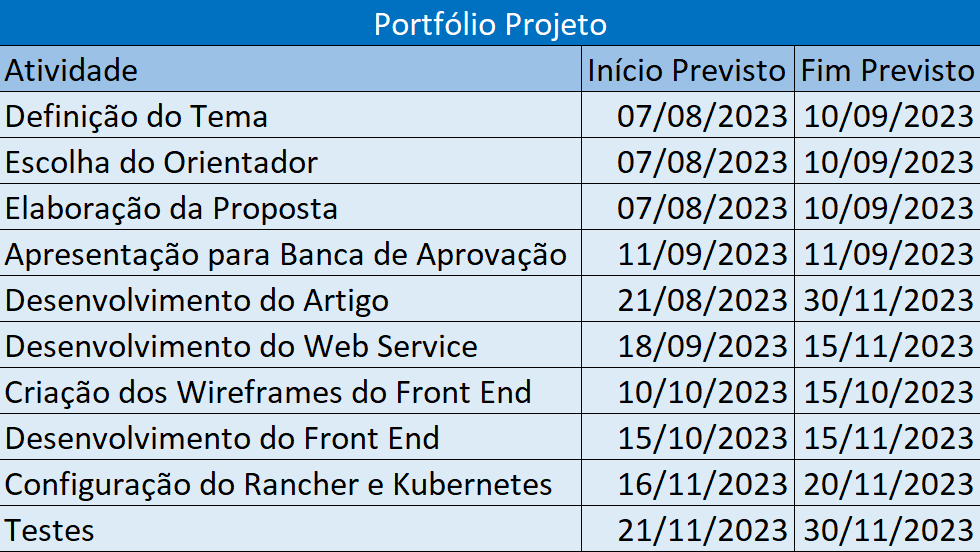 Portfólio Projeto
Atividade Início Previsto Fim Previsto
Definição do Tema 07/08/2023 10/09/2023
Escolha do Orientador 07/08/2023 10/09/2023
Elaboração da Proposta 07/08/2023 10/09/2023
Apresentação para Banca de Aprovação 11/09/2023 11/09/2023
Desenvolvimento do Artigo 21/08/2023 30/11/2023
Desenvolvimento do Web Service 18/09/2023 15/11/2023
Criação dos Wireframes do Front End 10/10/2023 15/10/2023
Desenvolvimento do Front End 15/10/2023 15/11/2023
Configuração do Rancher e Kubernetes 16/11/2023 20/11/2023
Testes 21/11/2023 30/11/2023